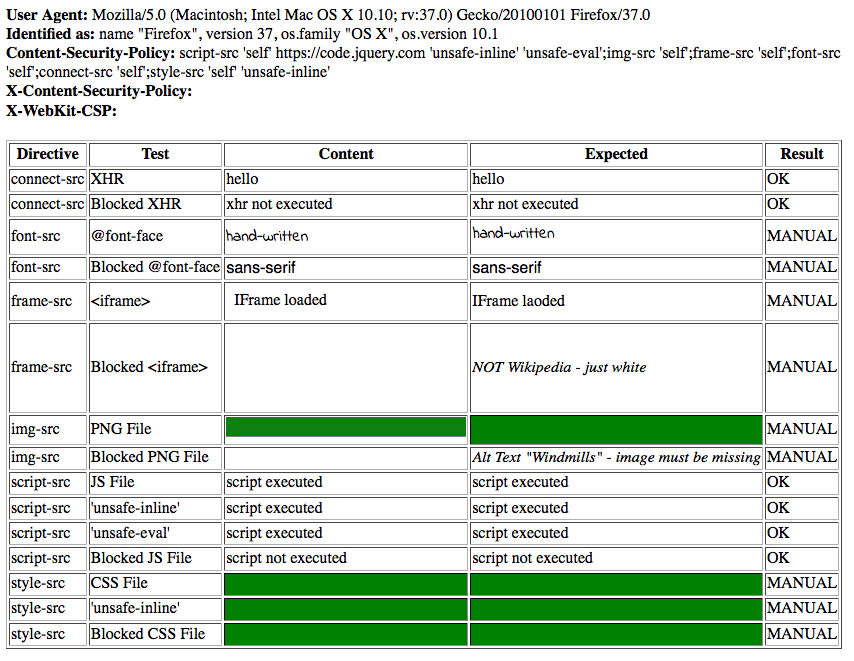 User Agent: Mozilla/5.0 (Macintosh; Intel Mac OS X 10.10; rv:37.0) Gecko/20100101 Firefox/37.0
Identified as: name "Firefox", version 37, os.family "OS X", os.version 10.1
Content-Security-Policy: script-src 'self' https://code.jquery.com 'unsafe-inline' 'unsafe-eval';img-src 'self';frame-src 'self';font-src
'self';connect-src 'self';style-src 'self' 'unsafe-inline'
X-Content-Security-Policy:
X-WebKit-CSP:
Directive Test Content Expected Result
connect-src XHR hello hello OK
connect-src Blocked XHR xhr not executed xhr not executed OK
font-src @font-face hand-written hand-written MANUAL
font-src Blocked @font-face sans-serif sans-serif MANUAL
frame-src <iframe> IFrame loaded IFrame laoded MANUAL
frame-src Blocked <iframe> NOT Wikipedia - just white MANUAL
img-src PNG File MANUAL
img-src Blocked PNG File Alt Text "Windmills" - image must be missing MANUAL
script-src JS File script executed script executed OK
script-src 'unsafe-inline' script executed script executed OK
script-src 'unsafe-eval' script executed script executed OK
script-src Blocked JS File script not executed script not executed OK
style-src CSS File MANUAL
style-src 'unsafe-inline' MANUAL
style-src Blocked CSS File MANUAL